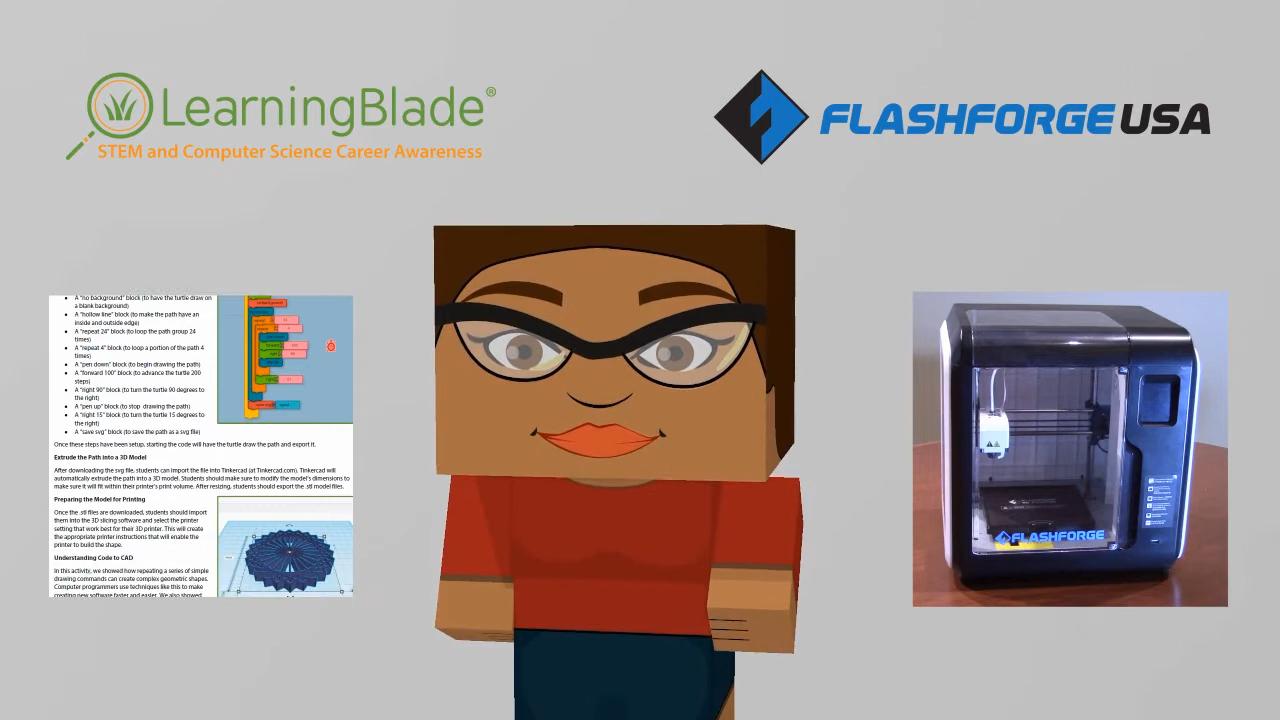 LearningBlade®
STEM and Computer Science Career Awareness
FLASHFORGE USA
• A "no background" block (to have the turtle draw on
a blank background)
• A "hollow line" block (to make the path have an
inside and outside edge)
• A "repeat 24" block (to loop the path group 24
times)
• A "repeat 4" block (to loop a portion of the path 4
times)
• A "pen down" block (to begin drawing the path)
• A "forward 100" block (to advance the turtle 200
steps)
• A "right 90" block (to turn the turtle 90 degrees to
the right)
• A "pen up" block (to stop drawing the path)
• A "right 15" block (to turn the turtle 15 degrees to
the right)
• A "save svg" block (to save the path as a svg file)
Once these steps have been setup, starting the code will have the turtle draw the path and export it.
Extrude the Path into a 3D Model
After downloading the svg file, students can import the file into Tinkercad (at Tinkercad.com). Tinkercad will
automatically extrude the path into a 3D model. Students should make sure to modify the model's dimensions to
make sure it will fit within their printer's print volume. After resizing, students should export the .stl model files.
Preparing the Model for Printing
Once the .stl files are downloaded, students should import
them into the 3D slicing software and select the printer
setting that work best for their 3D printer. This will create
the appropriate printer instructions that will enable the
printer to build the shape.
Understanding Code to CAD
In this activity, we showed how repeating a series of simple
drawing commands can create complex geometric shapes.
Computer programmers use techniques like this to make
creating new software faster and easier. We also showed
FLASHFORGE